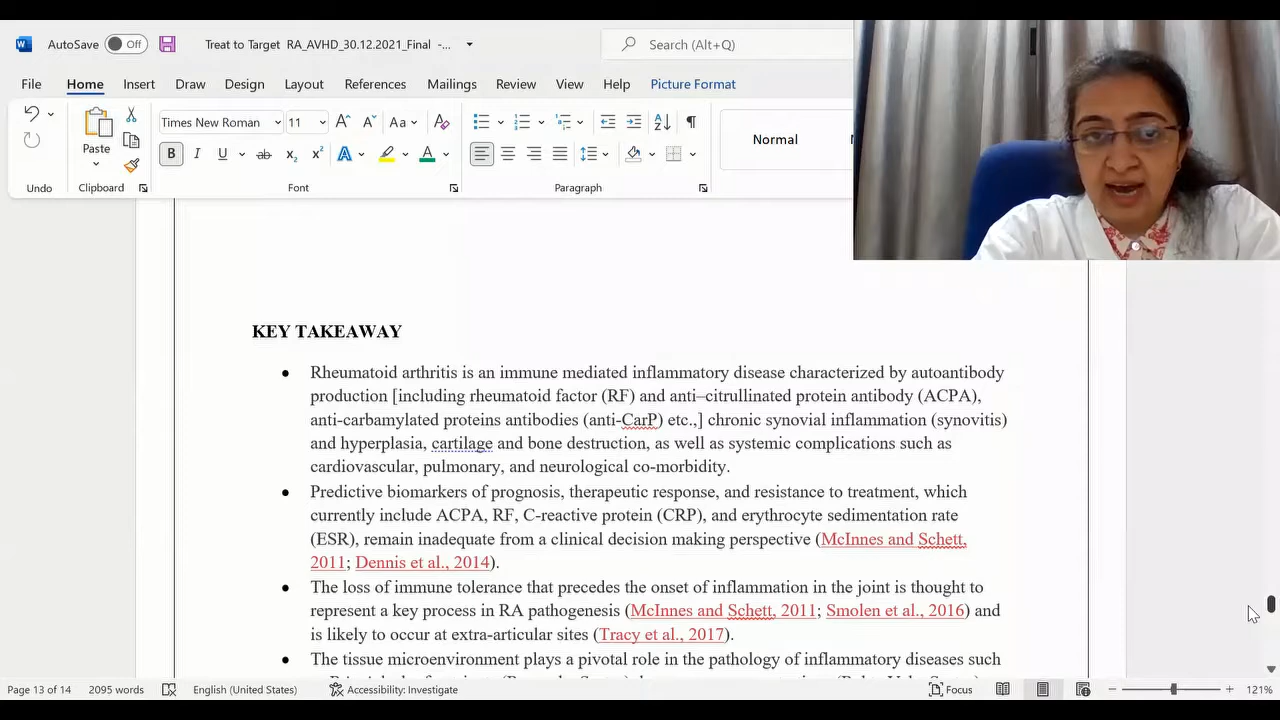 AutoSave Off Treat to Target RA_AVHD_30.12.2021_Final -... Search (Alt+Q)
File Home Insert Draw Design Layout References Mailings Review View Help Picture Format
Times New Roman 11 Aa
Paste
Normal
Undo Clipboard Font Paragraph
KEY TAKEAWAY
• Rheumatoid arthritis is an immune mediated inflammatory disease characterized by autoantibody
production [including rheumatoid factor (RF) and anti–citrullinated protein antibody (ACPA),
anti-carbamylated proteins antibodies (anti-CarP) etc.,] chronic synovial inflammation (synovitis)
and hyperplasia, cartilage and bone destruction, as well as systemic complications such as
cardiovascular, pulmonary, and neurological co-morbidity.
• Predictive biomarkers of prognosis, therapeutic response, and resistance to treatment, which
currently include ACPA, RF, C-reactive protein (CRP), and erythrocyte sedimentation rate
(ESR), remain inadequate from a clinical decision making perspective (McInnes and Schett,
2011; Dennis et al., 2014).
• The loss of immune tolerance that precedes the onset of inflammation in the joint is thought to
represent a key process in RA pathogenesis (McInnes and Schett, 2011; Smolen et al., 2016) and
is likely to occur at extra-articular sites (Tracy et al., 2017).
• The tissue microenvironment plays a pivotal role in the pathology of inflammatory diseases such
Page 13 of 14 2095 words English (United States) Accessibility: Investigate Focus 121%